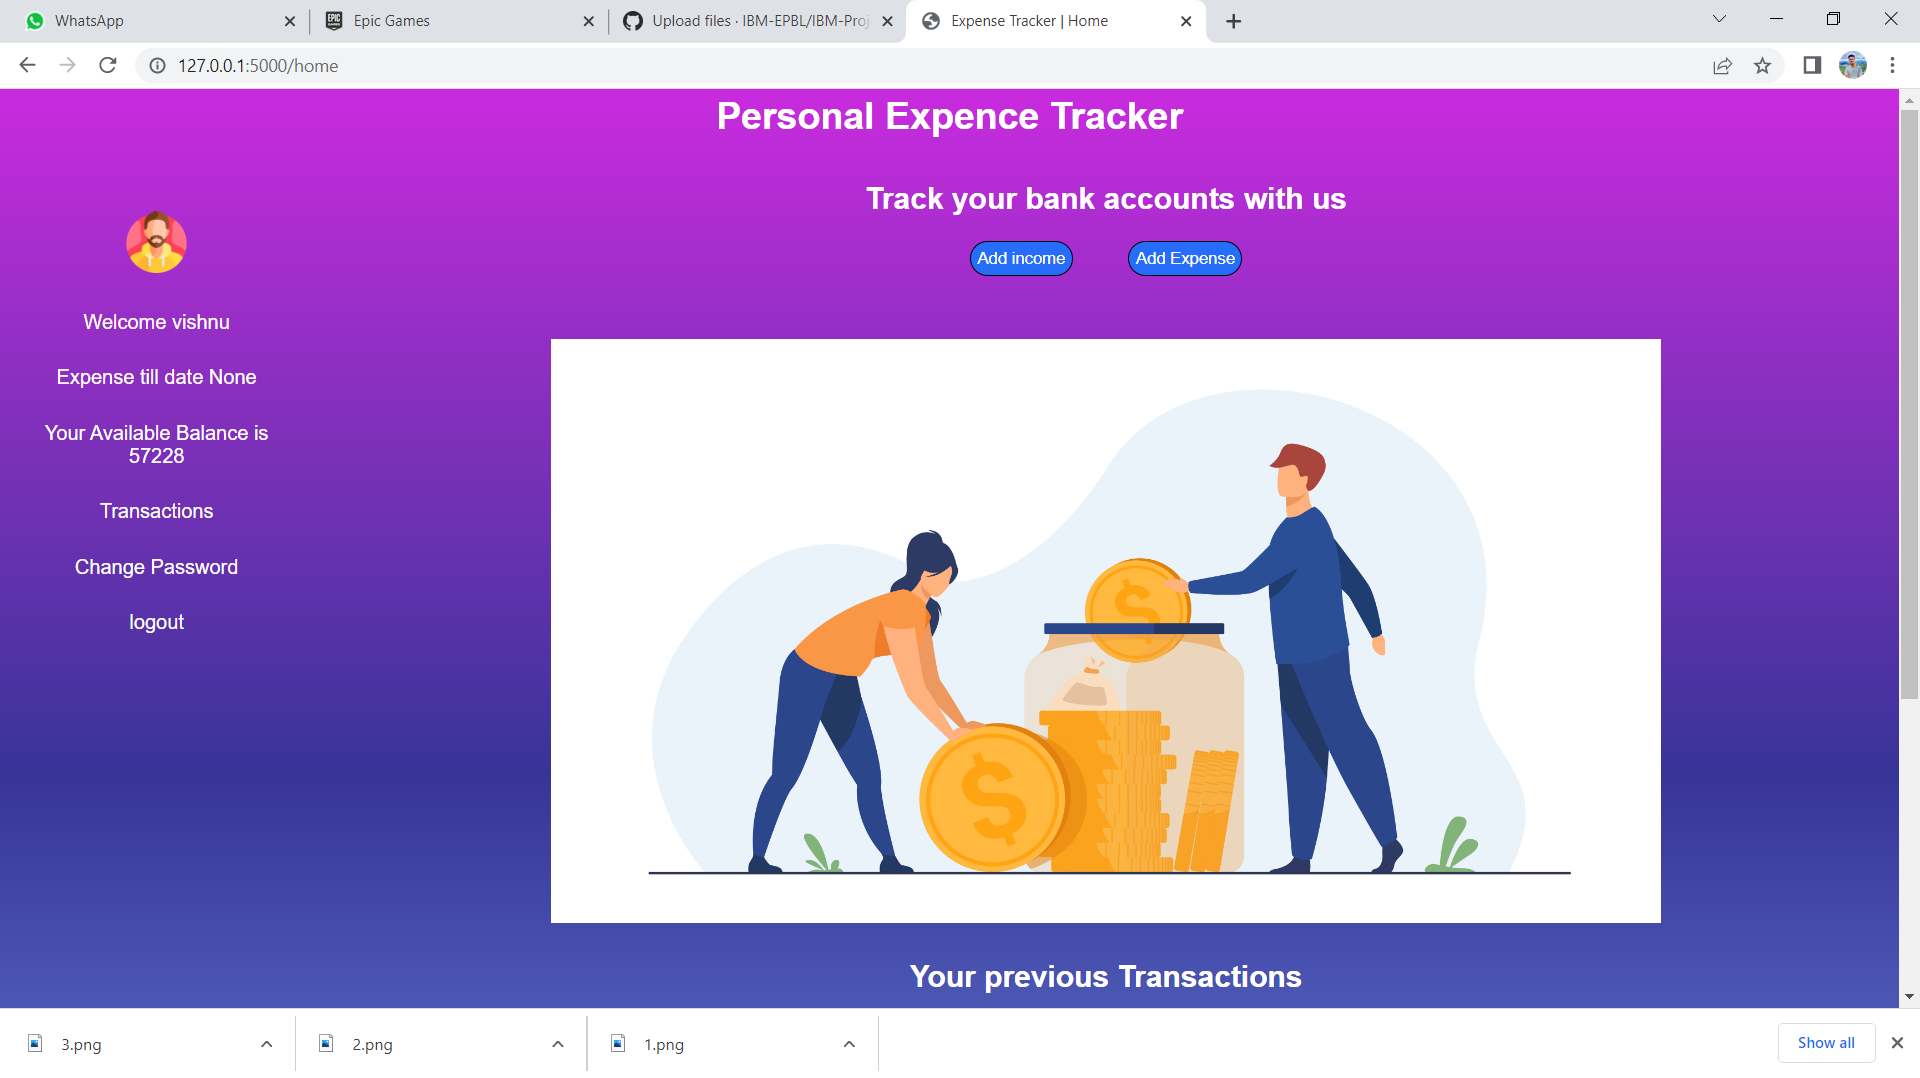 WhatsApp
Epic Games
Upload files · IBM-EPBL/IBM-Proj
Expense Tracker | Home
127.0.0.1:5000/home
Personal Expence Tracker
Track your bank accounts with us
Add income
Add Expense
Welcome vishnu
Expense till date None
Your Available Balance is
57228
Transactions
Change Password
logout
$
$
Your previous Transactions
3.png
2.png
1.png
Show all